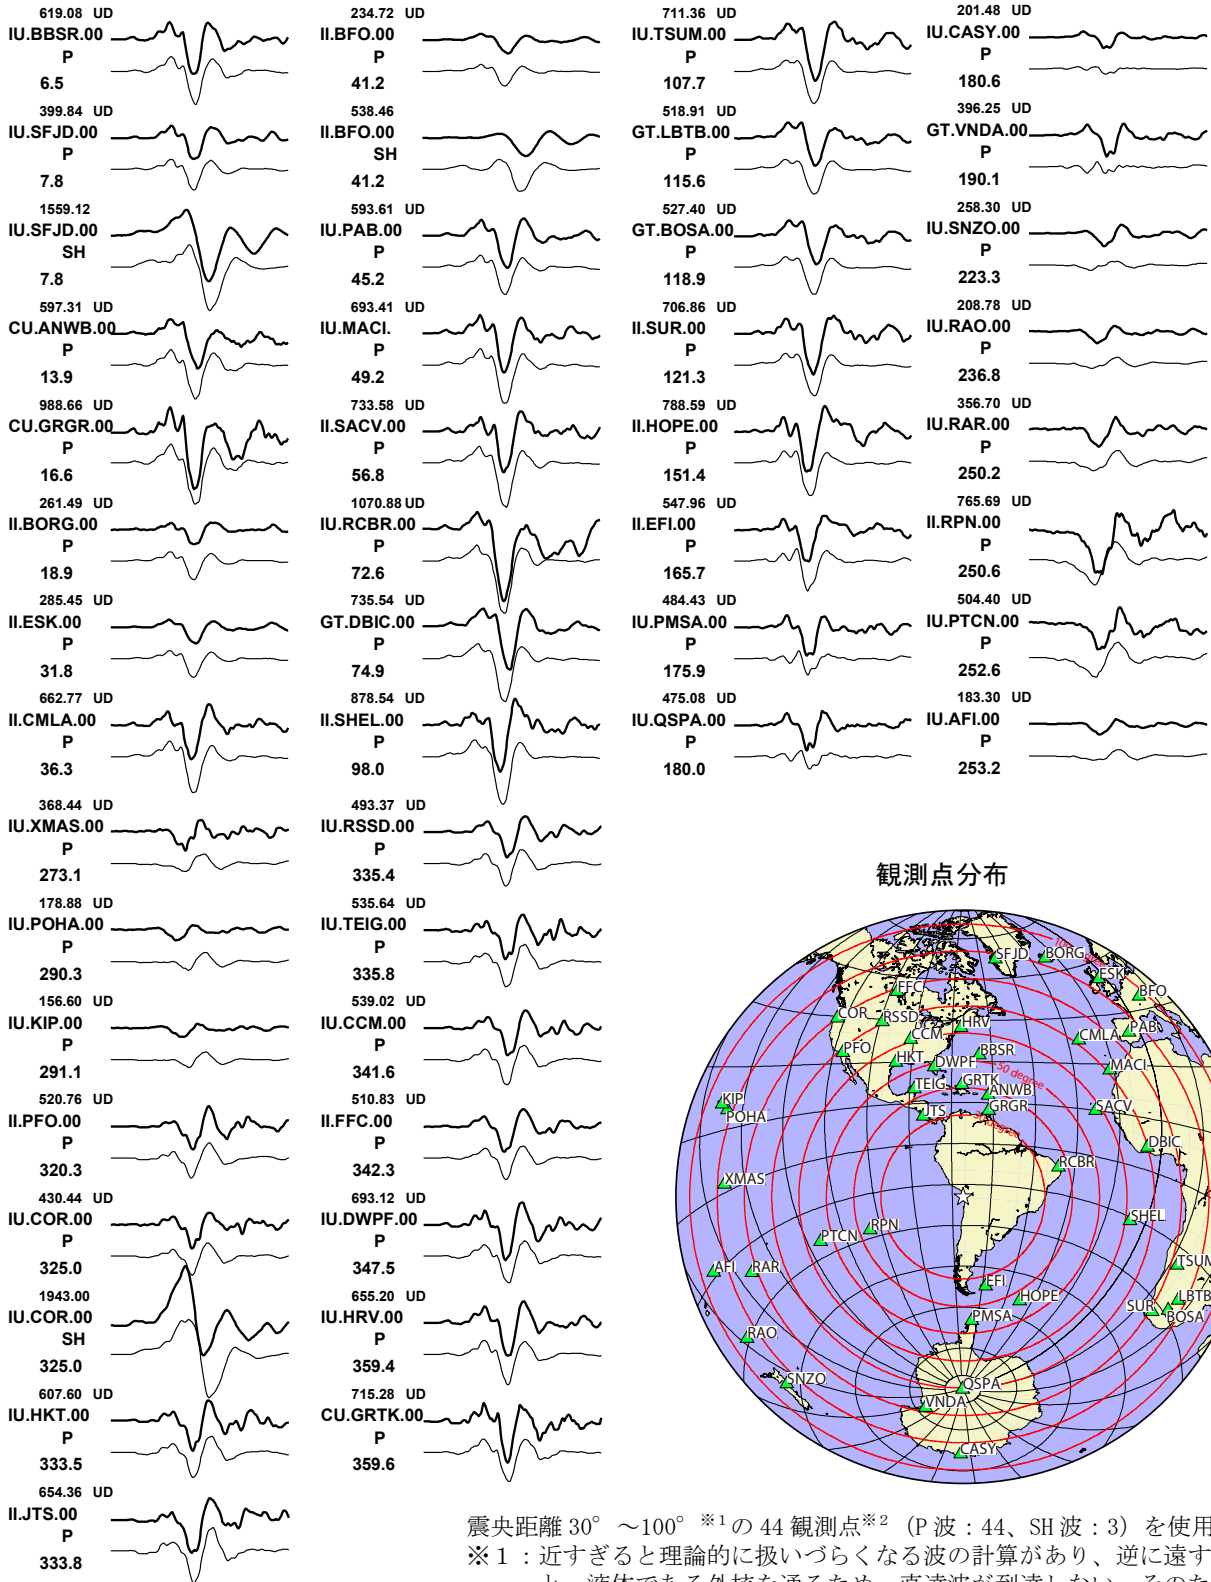 619.08 UD
IU.BBSR.00
P
6.5
399.84 UD
IU.SFJD.00
P
7.8
1559.12
IU.SFJD.00
SH
7.8
597.31 UD
CU.ANWB.00
P
13.9
988.66 UD
CU.GRGR.00
P
16.6
261.49 UD
II.BORG.00
P
18.9
285.45 UD
II.ESK.00
P
31.8
662.77 UD
II.CMLA.00
P
36.3
368.44 UD
IU.XMAS.00
P
273.1
178.88 UD
IU.POHA.00
P
290.3
156.60 UD
IU.KIP.00
P
291.1
520.76 UD
II.PFO.00
P
320.3
430.44 UD
IU.COR.00
P
325.0
1943.00
IU.COR.00
SH
325.0
607.60 UD
IU.HKT.00
P
333.5
654.36 UD
II.JTS.00
P
333.8
234.72 UD
II.BFO.00
P
41.2
538.46
II.BFO.00
SH
41.2
593.61 UD
IU.PAB.00
P
45.2
693.41 UD
IU.MACI.
P
49.2
733.58 UD
II.SACV.00
P
56.8
1070.88 UD
IU.RCBR.00
P
72.6
735.54 UD
GT.DBIC.00
P
74.9
878.54 UD
II.SHEL.00
P
98.0
493.37 UD
IU.RSSD.00
P
335.4
535.64 UD
IU.TEIG.00
P
335.8
539.02 UD
IU.CCM.00
P
341.6
510.83 UD
II.FFC.00
P
342.3
693.12 UD
IU.DWPF.00
P
347.5
655.20 UD
IU.HRV.00
P
359.4
715.28 UD
CU.GRTK.00
P
359.6
711.36 UD
IU.TSUM.00
P
107.7
518.91 UD
GT.LBTB.00
P
115.6
527.40 UD
GT.BOSA.00
P
118.9
706.86 UD
II.SUR.00
P
121.3
788.59 UD
II.HOPE.00
P
151.4
547.96 UD
II.EFI.00
P
165.7
484.43 UD
IU.PMSA.00
P
175.9
475.08 UD
IU.QSPA.00
P
180.0
201.48 UD
IU.CASY.00
P
180.6
396.25 UD
GT.VNDA.00
P
190.1
258.30 UD
IU.SNZO.00
P
223.3
208.78 UD
IU.RAO.00
P
236.8
356.70 UD
IU.RAR.00
P
250.2
765.69 UD
II.RPN.00
P
250.6
504.40 UD
IU.PTCN.00
P
252.6
183.30 UD
IU.AFI.00
P
253.2
観測点分布
SFJD
BORG
ESK
BFO
FFC
COR
RSSD
HRV
CCM
PFO
HKT
DWPF
BBSR
CMLA
PAB
MACI
50 degree
TEIG
GRTK
ANWB
JTS
GRGR
SACV
KIP
POHA
DBIC
RCBR
XMAS
SHEL
RPN
PTCN
TSUM
AFI
RAR
EFI
HOPE
LBTB
SUR
BOSA
PMSA
RAO
SNZO
QSPA
VNDA
CASY
震央距離 30° ～100° ※1 の 44 観測点※2 （P 波：44、SH 波：3）を使用
※１：近すぎると理論的に扱いづらくなる波の計算があり、逆に遠す